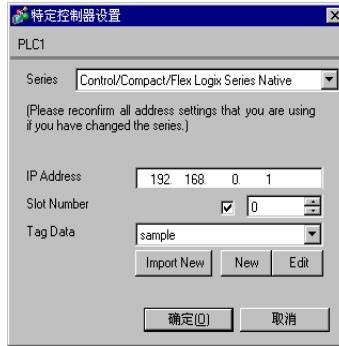 特定控制器设置
PLC1
Series Control/Compact/Flex Logix Series Native
(Please reconfirm all address settings that you are using
if you have changed the series.)
IP Address 192. 168. 0. 1
Slot Number 0
Tag Data sample
Import New New Edit
确定(O) 取消